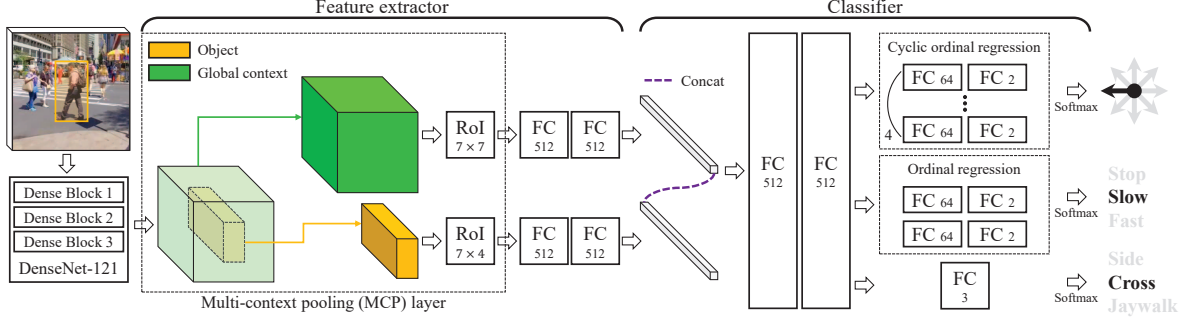 Feature extractor
Classifier
Object
Global context
Concat
Cyclic ordinal regression
FC 64 FC 2
4
FC 64 FC 2
Softmax
RoI
7 × 7
FC
512
FC
512
FC
512
FC
512
Dense Block 1
Dense Block 2
Dense Block 3
DenseNet-121
RoI
7 × 4
FC
512
FC
512
Multi-context pooling (MCP) layer
Ordinal regression
FC 64 FC 2
FC 64 FC 2
Softmax
Stop
Slow
Fast
FC
3
Softmax
Side
Cross
Jaywalk